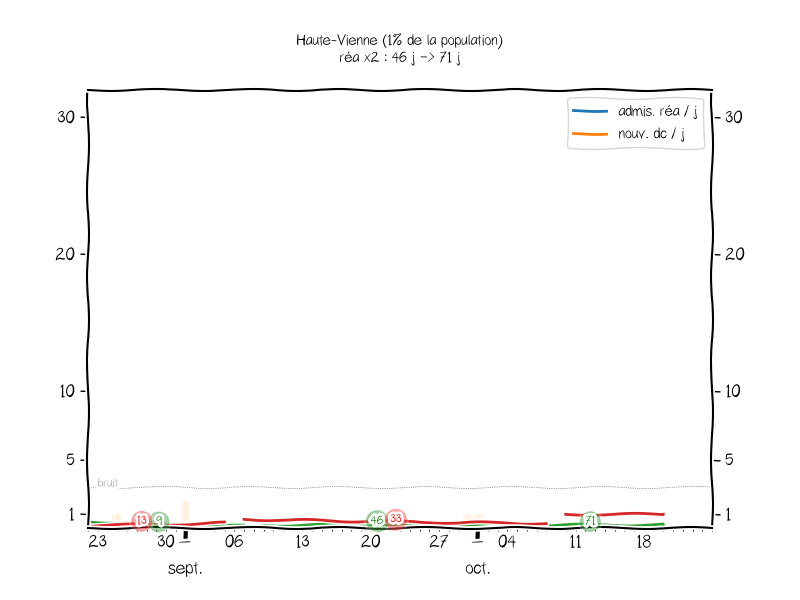 Haute-Vienne (1% de la population)
réa x2 : 46 j -> 71 j
admis. réa / j
nouv. dc / j
30 30
20 20
10 10
5 5
bruit
1 1
13 9 46 33 71
23 30 06 13 20 27 04 11 18
sept. oct.